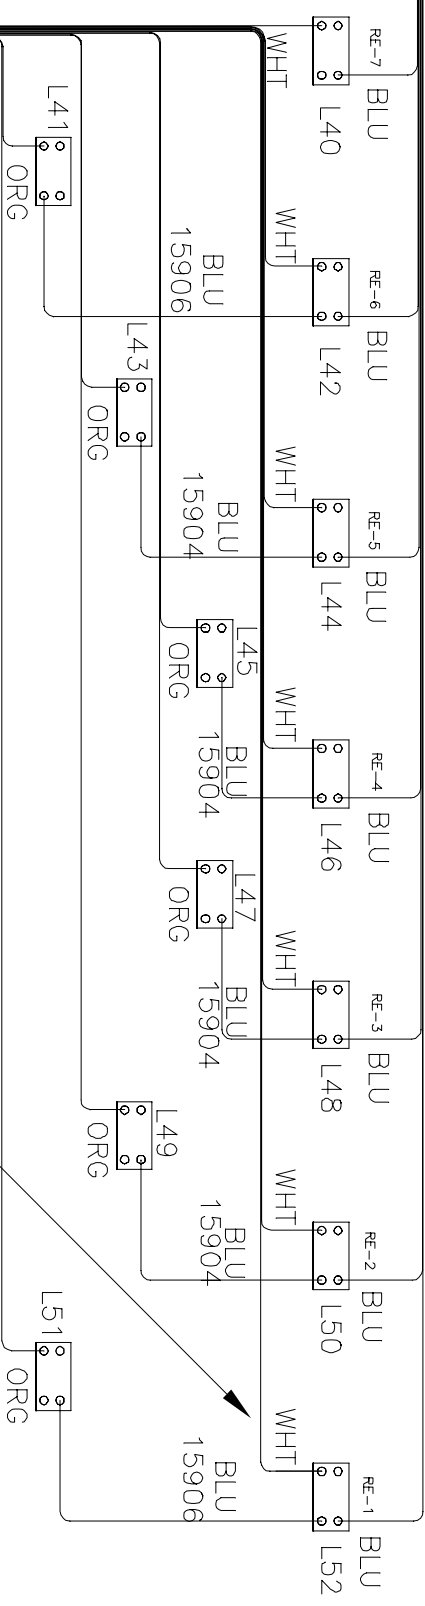 RE-7
BLU
WHT
L40
L41
ORG
RE-6
BLU
WHT
L42
BLU
15906
L43
ORG
RE-5
BLU
WHT
L44
BLU
15904
L45
ORG
RE-4
BLU
WHT
L46
BLU
15904
L47
ORG
RE-3
BLU
WHT
L48
BLU
15904
L49
ORG
RE-2
BLU
WHT
L50
BLU
15904
L51
ORG
RE-1
BLU
WHT
L52
BLU
15906